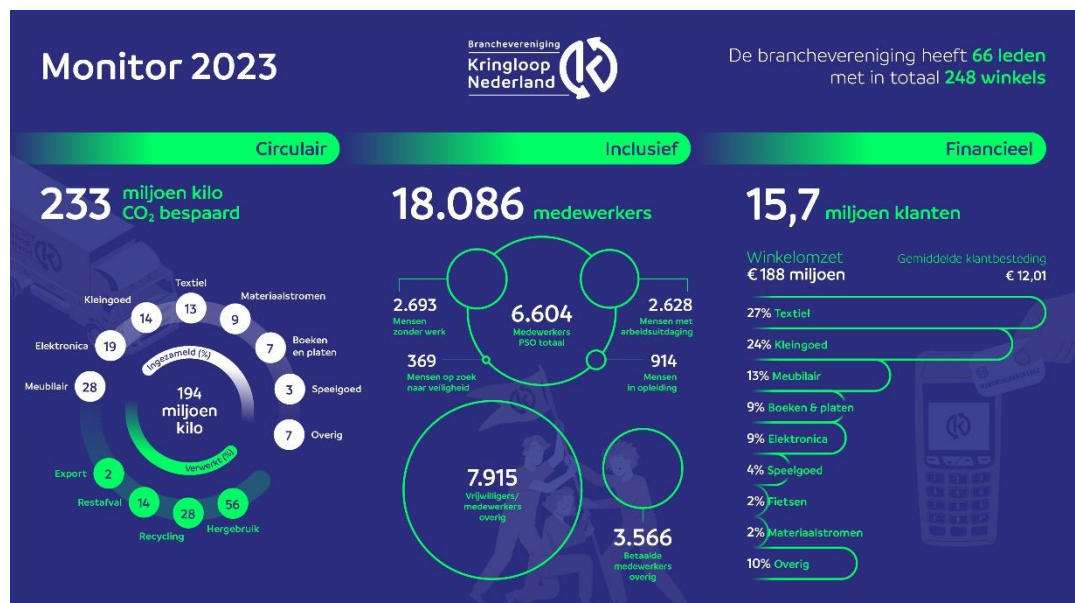 Monitor 2023
Branchevereniging
Kringloop
Nederland
De branchevereniging heeft 66 leden
met in totaal 248 winkels
Circulair
233 miljoen kilo
CO₂ bespaard
Textiel
13
Kleingoed
14
Materiaalstromen
9
Elektronica
19
Boeken
en platen
7
Meubilair
28
Speelgoed
3
Overig
7
Ingezameld (%)
194
miljoen
kilo
Verwerkt (%)
Export
2
Restafval
14
Recycling
28
Hergebruik
56
Inclusief
18.086 medewerkers
2.693
Mensen
zonder werk
6.604
Medewerkers
PSO totaal
2.628
Mensen met
arbeidsuitdaging
369
Mensen op zoek
naar veiligheid
914
Mensen
in opleiding
7.915
Vrijwilligers/
medewerkers
overig
3.566
Betaalde
medewerkers
overig
Financieel
15,7 miljoen klanten
Winkelomzet
€ 188 miljoen
Gemiddelde klantbesteding
€ 12,01
27% Textiel
24% Kleingoed
13% Meubilair
9% Boeken & platen
9% Elektronica
4% Speelgoed
2% Fietsen
2% Materiaalstromen
10% Overig